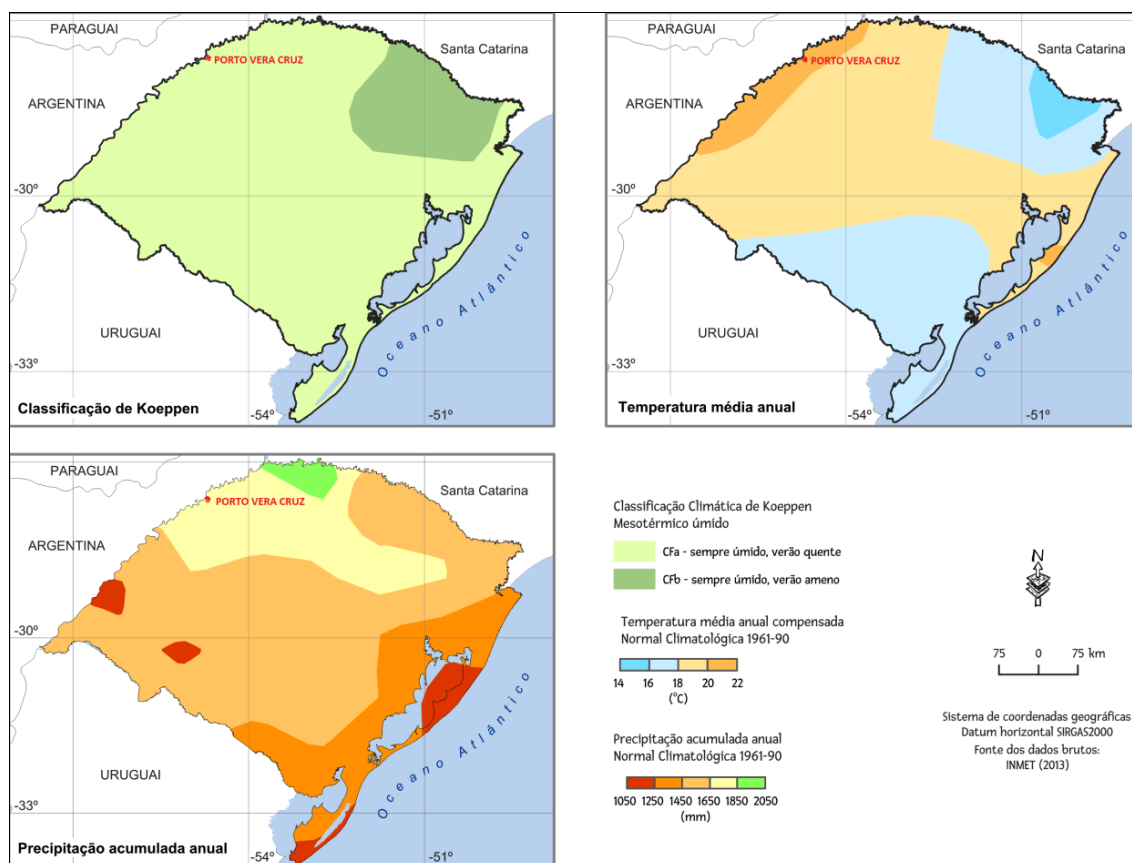 PARAGUAI
Santa Catarina
PORTO VERA CRUZ
ARGENTINA
-30º
URUGUAI
Oceano Atlântico
-33º
-54º
-51º
Classificação de Koeppen
PARAGUAI
Santa Catarina
PORTO VERA CRUZ
ARGENTINA
-30º
URUGUAI
Oceano Atlântico
-33º
-54º
-51º
Temperatura média anual
PARAGUAI
Santa Catarina
PORTO VERA CRUZ
ARGENTINA
-30º
URUGUAI
Oceano Atlântico
-33º
-54º
-51º
Precipitação acumulada anual
Classificação Climática de Koeppen
Mesotérmico úmido
CFa - sempre úmido, verão quente
CFb - sempre úmido, verão ameno
Temperatura média anual compensada
Normal Climatológica 1961-90
14 16 18 20 22
(°C)
Precipitação acumulada anual
Normal Climatológica 1961-90
1050 1250 1450 1650 1850 2050
(mm)
N
75 0 75 km
Sistema de coordenadas geográficas
Datum horizontal SIRGAS2000
Fonte dos dados brutos:
INMET (2013)